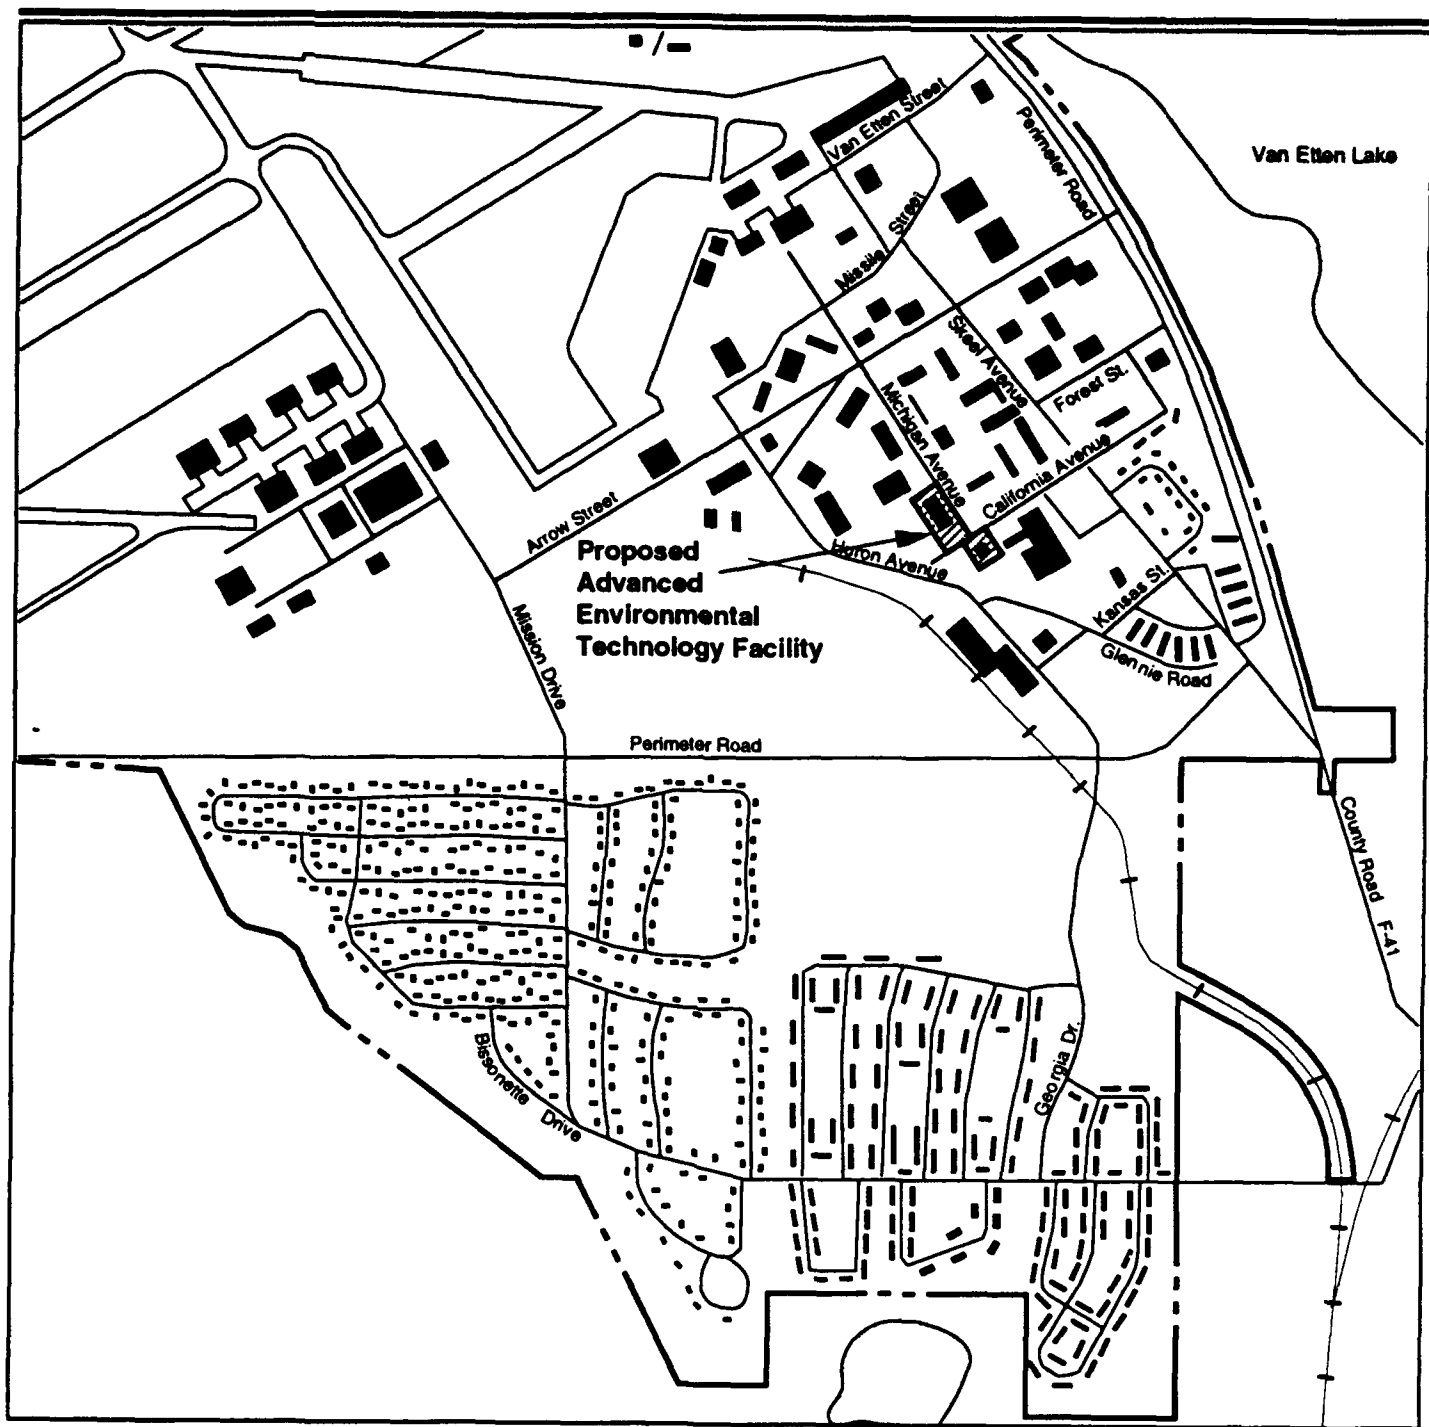 Van Etten Street
Perimeter Road
Van Etten Lake
Missile Street
Skeel Avenue
Forest St.
Michigan Avenue
California Avenue
Arrow Street
Proposed
Advanced
Environmental
Technology Facility
Huron Avenue
Kansas St.
Glennie Road
Mission Drive
Perimeter Road
County Road F-41
Georgia Dr.
Bissonette Drive